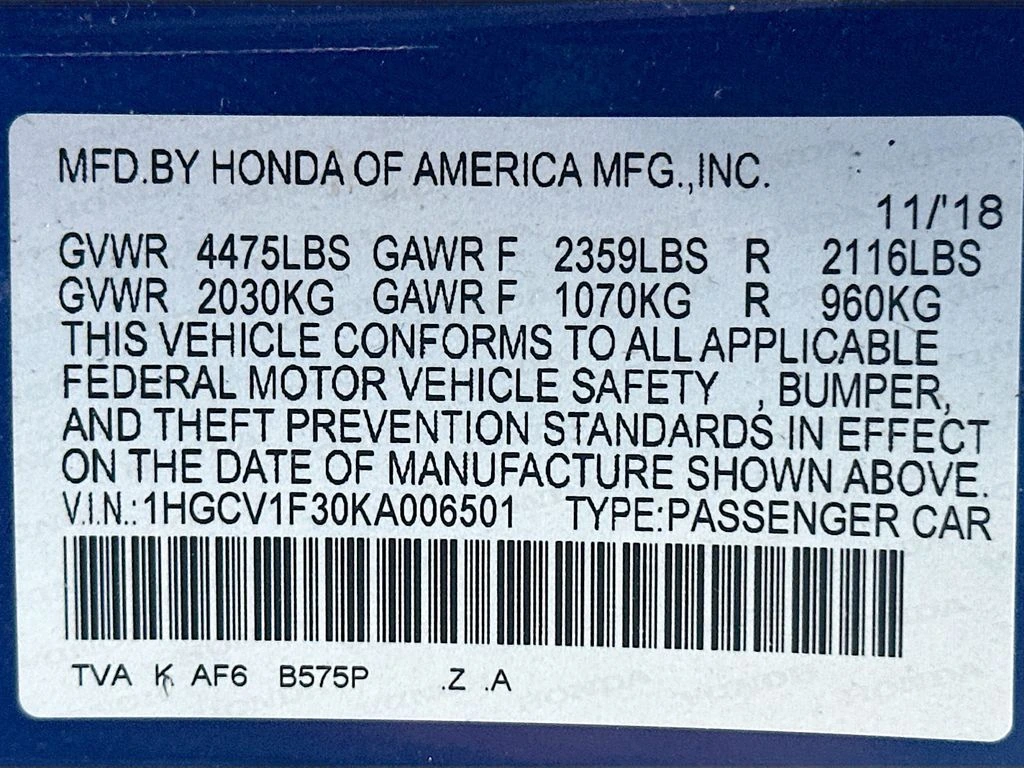 MFD.BY HONDA OF AMERICA MFG.,INC.
11/'18
GVWR 4475LBS GAWR F 2359LBS R 2116LBS
GVWR 2030KG GAWR F 1070KG R 960KG
THIS VEHICLE CONFORMS TO ALL APPLICABLE
FEDERAL MOTOR VEHICLE SAFETY , BUMPER,
AND THEFT PREVENTION STANDARDS IN EFFECT
ON THE DATE OF MANUFACTURE SHOWN ABOVE.
V.I.N.:1HGCV1F30KA006501 TYPE:PASSENGER CAR
TVA K AF6 B575P .Z .A